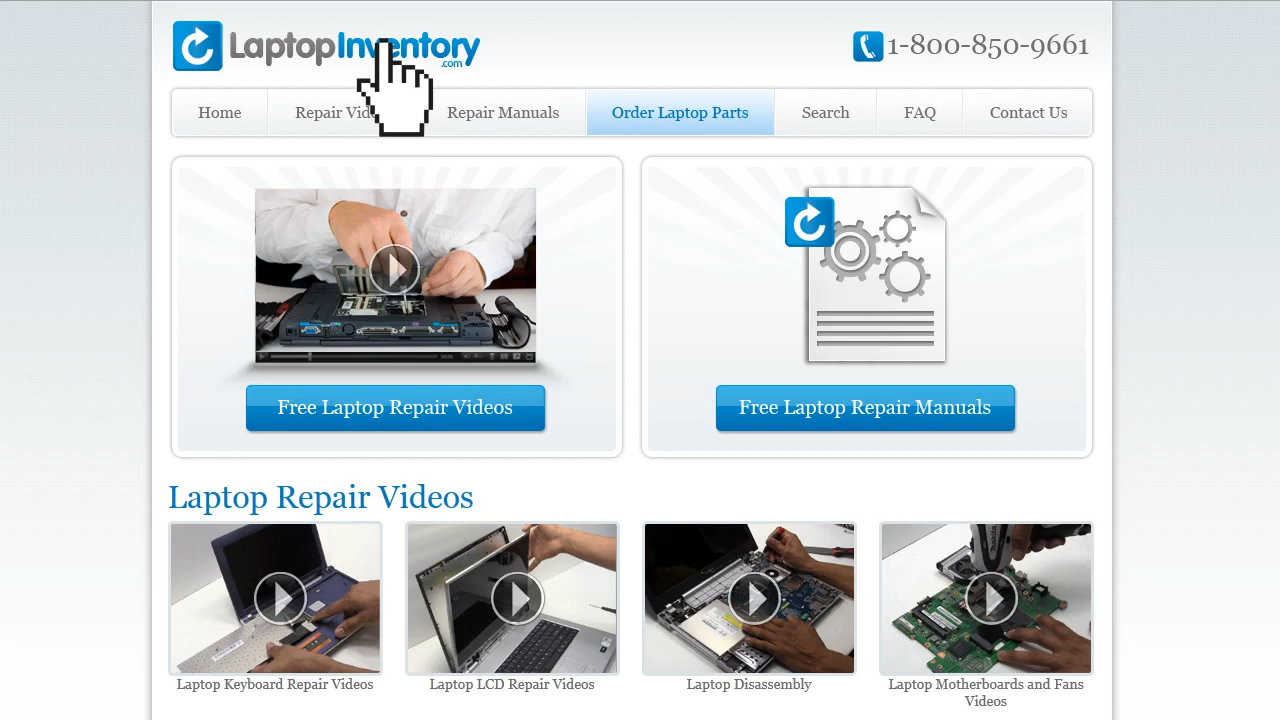 LaptopInventory
.com
1-800-850-9661
Home
Repair Vid
Repair Manuals
Order Laptop Parts
Search
FAQ
Contact Us
Free Laptop Repair Videos
Free Laptop Repair Manuals
Laptop Repair Videos
Laptop Keyboard Repair Videos
Laptop LCD Repair Videos
Laptop Disassembly
Laptop Motherboards and Fans
Videos